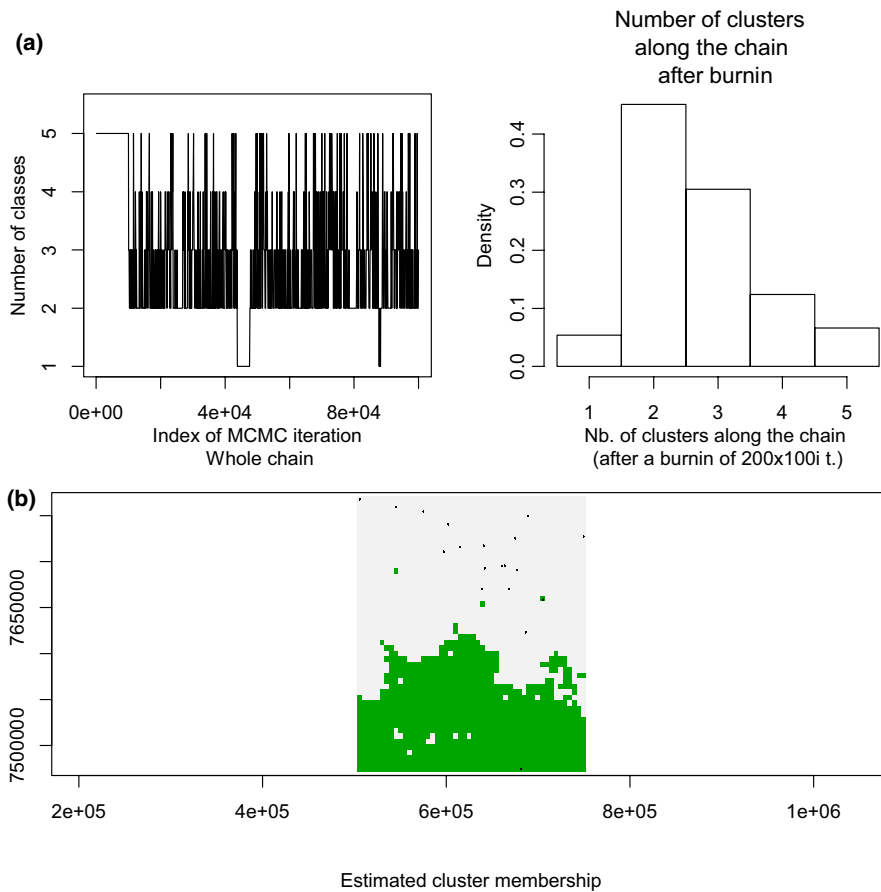 (a)
Number of classes
5
4
3
2
1
0e+00 4e+04 8e+04
Index of MCMC iteration
Whole chain
Number of clusters
along the chain
after burnin
Density
0.4
0.3
0.2
0.1
0.0
1 2 3 4 5
Nb. of clusters along the chain
(after a burnin of 200x100i t.)
(b)
7650000
7500000
2e+05 4e+05 6e+05 8e+05 1e+06
Estimated cluster membership